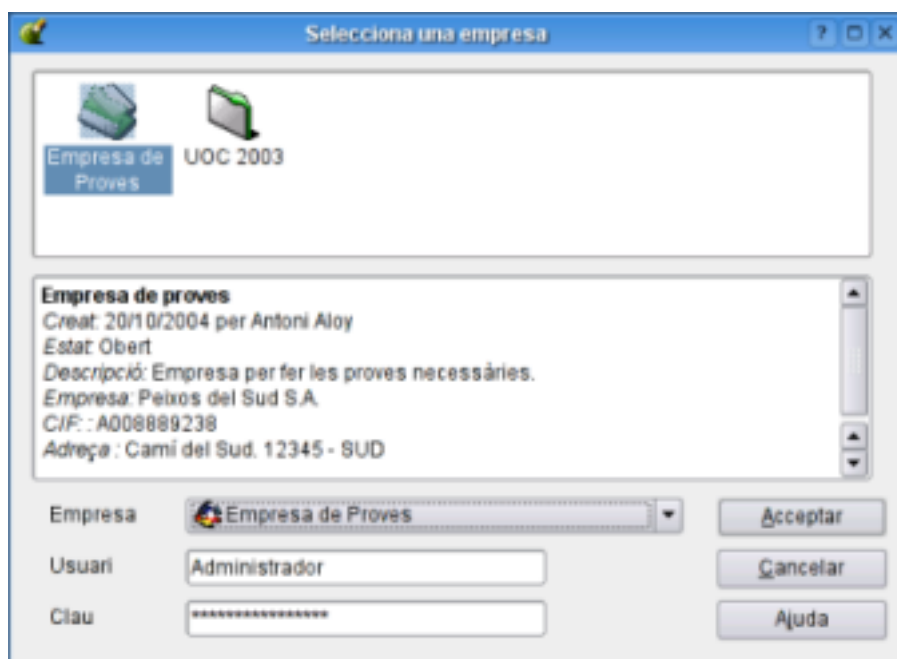 Selecciona una empresa
Empresa de
Proves
UOC 2003
Empresa de proves
Creat: 20/10/2004 per Antoni Aloy
Estat: Obert
Descripció: Empresa per fer les proves necessàries.
Empresa: Peixos del Sud S.A.
CIF: : A008889238
Adreça : Camí del Sud. 12345 - SUD
Empresa
Empresa de Proves
Acceptar
Usuari
Administrador
Cancelar
Clau
****************
Ajuda